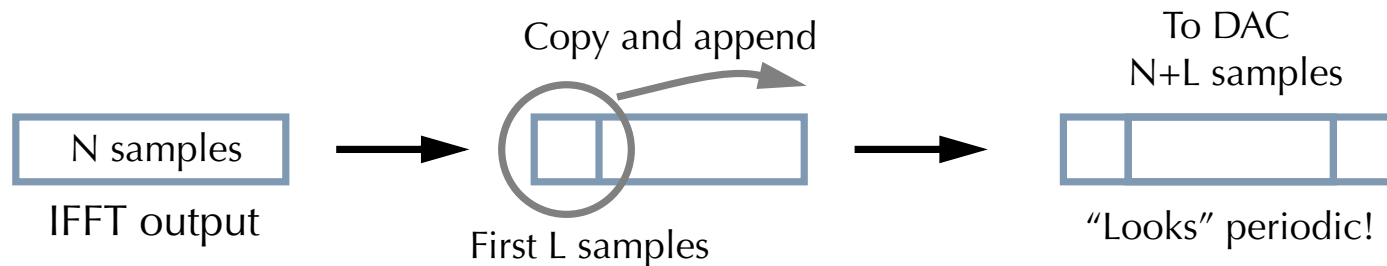 N samples
IFFT output
Copy and append
First L samples
To DAC
N+L samples
“Looks” periodic!